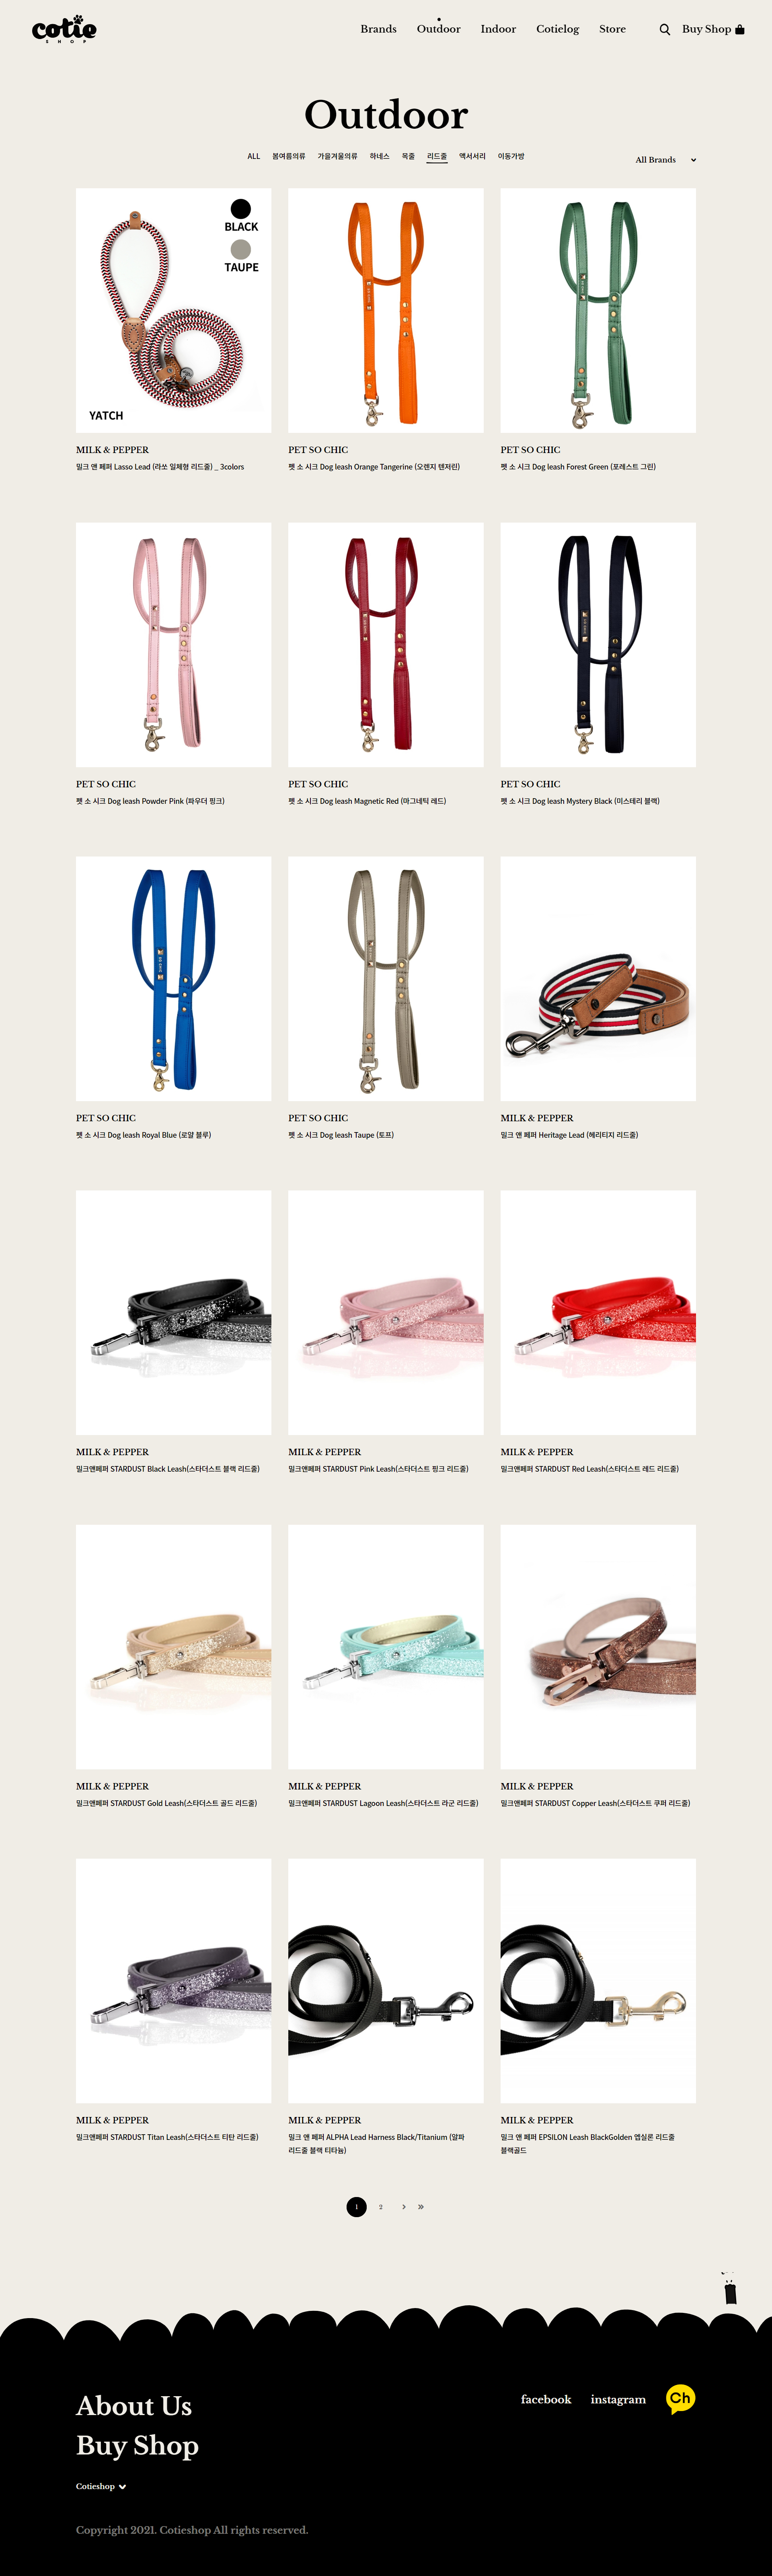 cotie
SHOP
Brands
Outdoor
Indoor
Cotielog
Store
Buy Shop
Outdoor
ALL
봄여름의류
가을겨울의류
하네스
목줄
리드줄
액서서리
이동가방
All Brands
BLACK
TAUPE
YATCH
MILK & PEPPER
밀크 앤 페퍼 Lasso Lead (라쏘 일체형 리드줄) _ 3colors
PET SO CHIC
펫 소 시크 Dog leash Orange Tangerine (오렌지 텐저린)
PET SO CHIC
펫 소 시크 Dog leash Forest Green (포레스트 그린)
PET SO CHIC
펫 소 시크 Dog leash Powder Pink (파우더 핑크)
PET SO CHIC
펫 소 시크 Dog leash Magnetic Red (마그네틱 레드)
PET SO CHIC
펫 소 시크 Dog leash Mystery Black (미스테리 블랙)
PET SO CHIC
펫 소 시크 Dog leash Royal Blue (로얄 블루)
PET SO CHIC
펫 소 시크 Dog leash Taupe (토프)
MILK & PEPPER
밀크 앤 페퍼 Heritage Lead (헤리티지 리드줄)
MILK & PEPPER
밀크앤페퍼 STARDUST Black Leash(스타더스트 블랙 리드줄)
MILK & PEPPER
밀크앤페퍼 STARDUST Pink Leash(스타더스트 핑크 리드줄)
MILK & PEPPER
밀크앤페퍼 STARDUST Red Leash(스타더스트 레드 리드줄)
MILK & PEPPER
밀크앤페퍼 STARDUST Gold Leash(스타더스트 골드 리드줄)
MILK & PEPPER
밀크앤페퍼 STARDUST Lagoon Leash(스타더스트 라군 리드줄)
MILK & PEPPER
밀크앤페퍼 STARDUST Copper Leash(스타더스트 쿠퍼 리드줄)
MILK & PEPPER
밀크앤페퍼 STARDUST Titan Leash(스타더스트 티탄 리드줄)
MILK & PEPPER
밀크 앤 페퍼 ALPHA Lead Harness Black/Titanium (알파
리드줄 블랙 티타늄)
MILK & PEPPER
밀크 앤 페퍼 EPSILON Leash BlackGolden 엡실론 리드줄
블랙골드
1
2
About Us
Buy Shop
facebook
instagram
Ch
Cotieshop
Copyright 2021. Cotieshop All rights reserved.